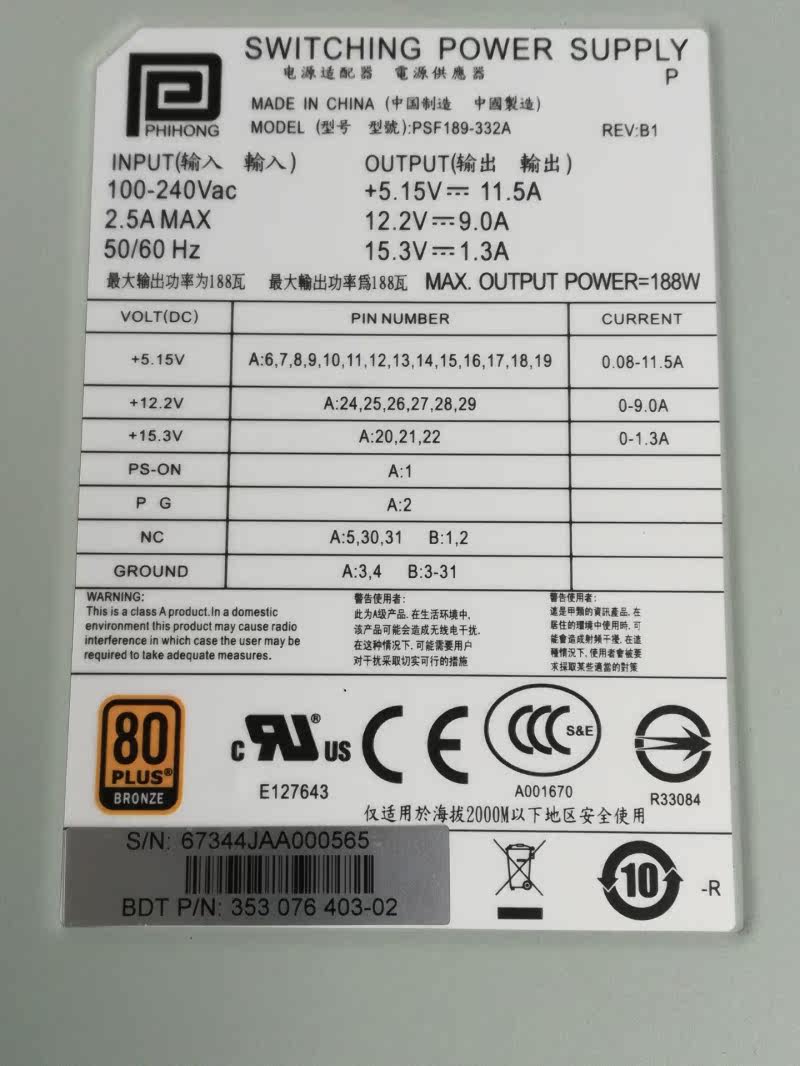 PHIHONG
SWITCHING POWER SUPPLY
电源适配器 電源供應器 P
MADE IN CHINA (中国制造 中國製造)
MODEL (型号 型號):PSF189-332A REV:B1
INPUT(输入 輸入) OUTPUT(输出 輸出)
100-240Vac +5.15V⎓ 11.5A
2.5A MAX 12.2V⎓9.0A
50/60 Hz 15.3V⎓1.3A
最大输出功率为188瓦 最大輸出功率爲188瓦 MAX. OUTPUT POWER=188W
VOLT(DC) PIN NUMBER CURRENT
+5.15V A:6,7,8,9,10,11,12,13,14,15,16,17,18,19 0.08-11.5A
+12.2V A:24,25,26,27,28,29 0-9.0A
+15.3V A:20,21,22 0-1.3A
PS-ON A:1
P G A:2
NC A:5,30,31 B:1,2
GROUND A:3,4 B:3-31
WARNING:
This is a class A product.In a domestic
environment this product may cause radio
interference in which case the user may be
required to take adequate measures.
警告使用者:
此为A级产品.在生活环境中,
该产品可能会造成无线电干扰.
在这种情况下.可能需要用户
对干扰采取切实可行的措施
警告使用者:
這是甲類的資訊產品.在
居住的環境中使用時.可
能會造成射頻干擾.在這
種情況下.使用者會被要
求採取某些適當的對策
80
PLUS®
BRONZE
c RU® US
E127643
CE
CCC S&E
A001670
R33084
仅适用於海拔2000M以下地区安全使用
S/N: 67344JAA000565
BDT P/N: 353 076 403-02
10
-R